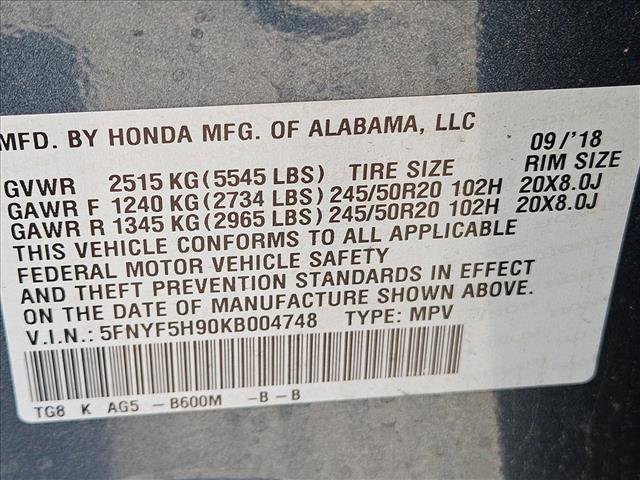 MFD. BY HONDA MFG. OF ALABAMA, LLC 09/'18
GVWR 2515 KG (5545 LBS) TIRE SIZE RIM SIZE
GAWR F 1240 KG (2734 LBS) 245/50R20 102H 20X8.0J
GAWR R 1345 KG (2965 LBS) 245/50R20 102H 20X8.0J
THIS VEHICLE CONFORMS TO ALL APPLICABLE
FEDERAL MOTOR VEHICLE SAFETY
AND THEFT PREVENTION STANDARDS IN EFFECT
ON THE DATE OF MANUFACTURE SHOWN ABOVE.
V.I.N.: 5FNYF5H90KB004748 TYPE: MPV
TG8 K AG5 -B600M -B-B